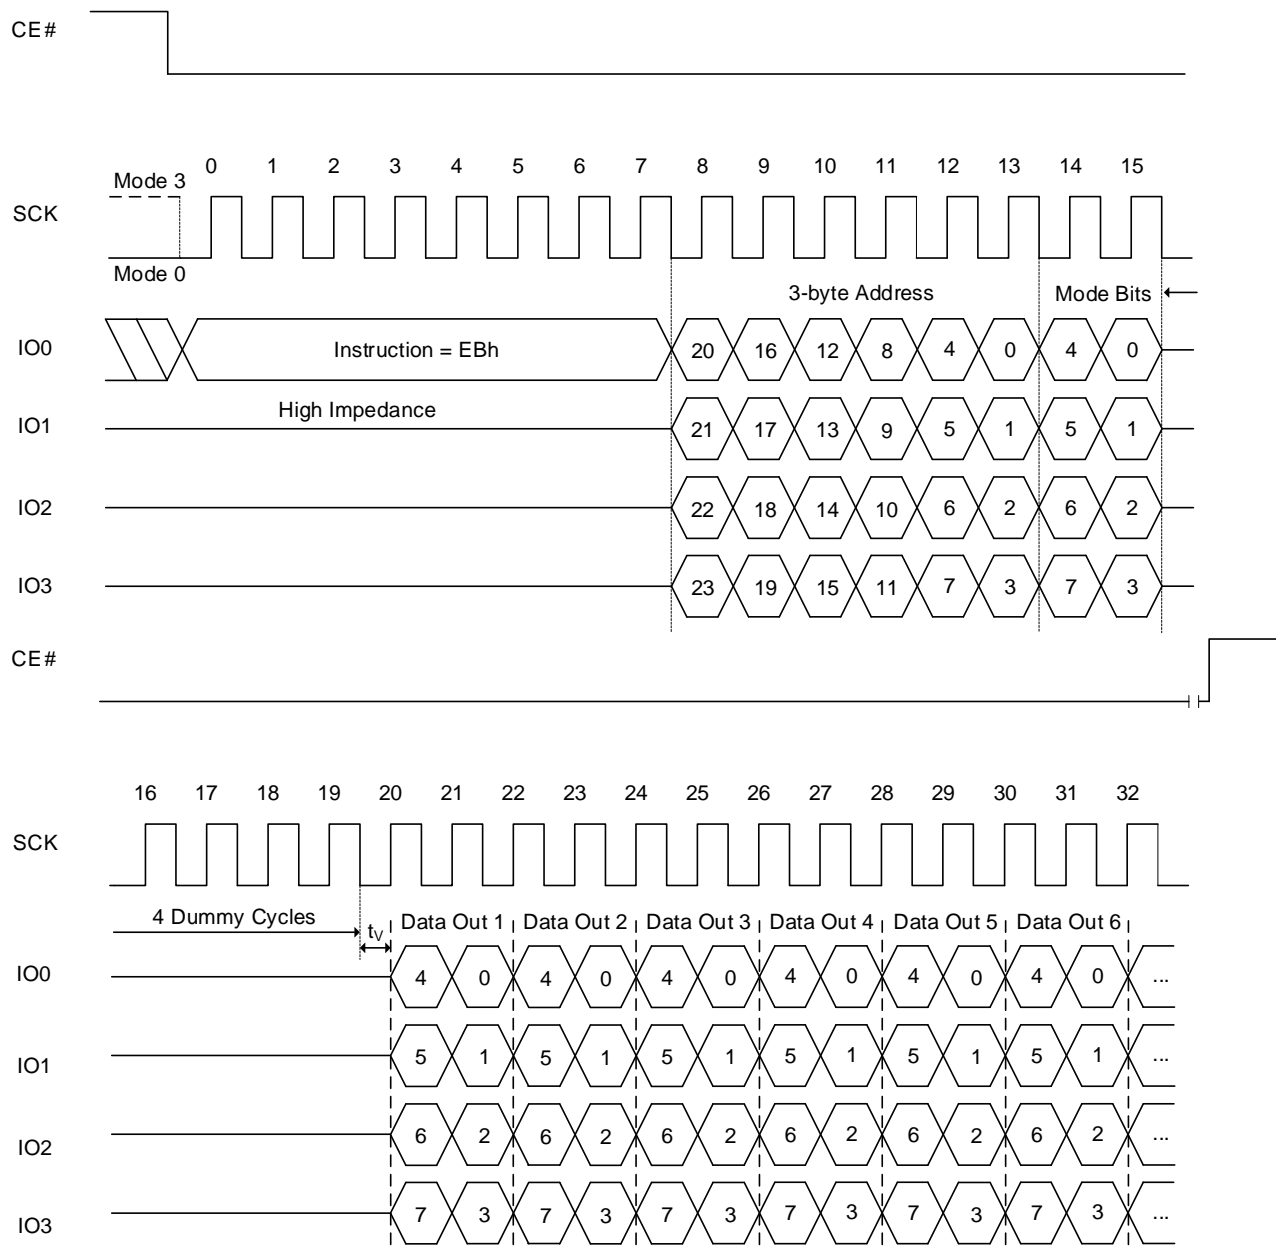 CE#
0 1 2 3 4 5 6 7 8 9 10 11 12 13 14 15
Mode 3
SCK
Mode 0
3-byte Address Mode Bits
IO0 Instruction = EBh 20 16 12 8 4 0 4 0
High Impedance
IO1 21 17 13 9 5 1 5 1
IO2 22 18 14 10 6 2 6 2
IO3 23 19 15 11 7 3 7 3
CE#
16 17 18 19 20 21 22 23 24 25 26 27 28 29 30 31 32
SCK
4 Dummy Cycles tV Data Out 1 Data Out 2 Data Out 3 Data Out 4 Data Out 5 Data Out 6
IO0 4 0 4 0 4 0 4 0 4 0 4 0 ...
IO1 5 1 5 1 5 1 5 1 5 1 5 1 ...
IO2 6 2 6 2 6 2 6 2 6 2 6 2 ...
IO3 7 3 7 3 7 3 7 3 7 3 7 3 ...